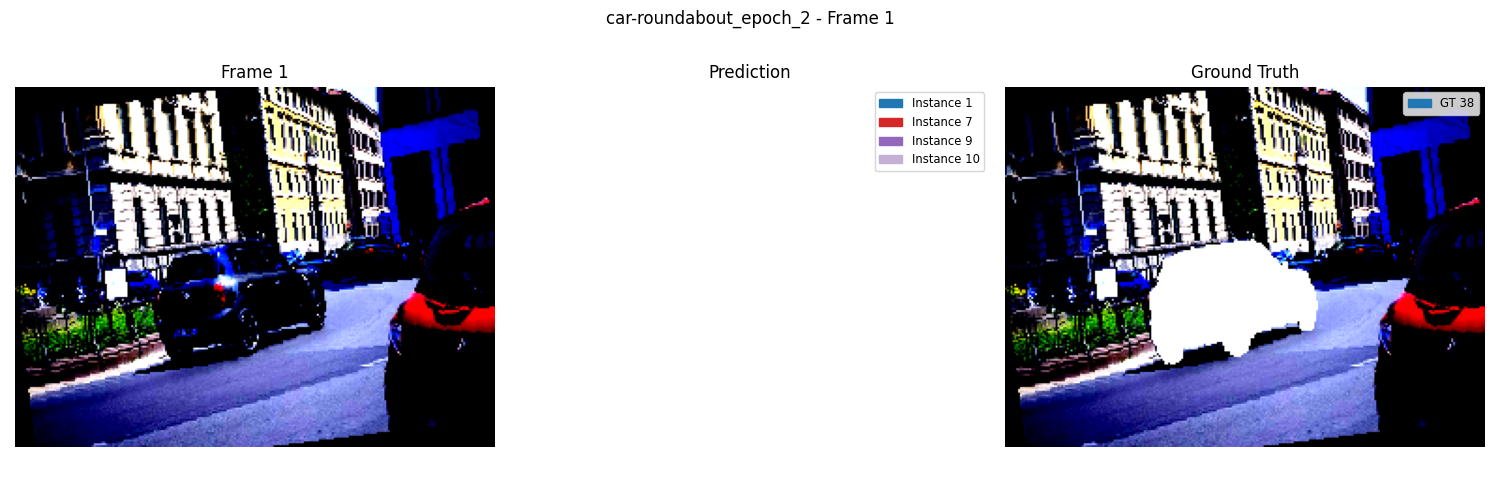 car-roundabout_epoch_2 - Frame 1
Frame 1
Prediction
Ground Truth
Instance 1
Instance 7
Instance 9
Instance 10
GT 38